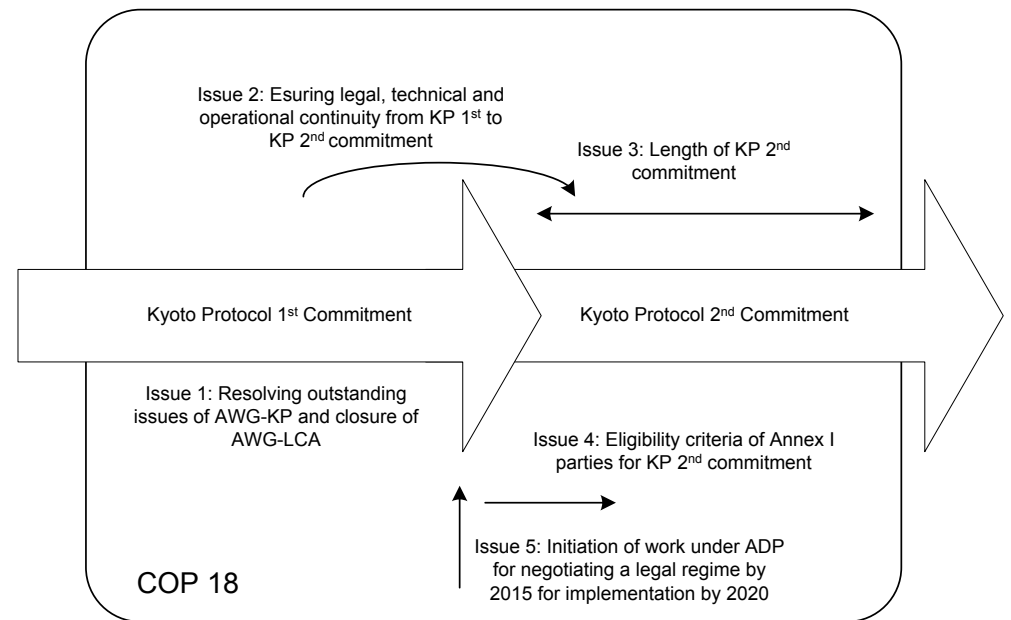 Issue 2: Esuring legal, technical and
operational continuity from KP 1st to
KP 2nd commitment
Issue 3: Length of KP 2nd
commitment
Kyoto Protocol 1st Commitment
Kyoto Protocol 2nd Commitment
Issue 1: Resolving outstanding
issues of AWG-KP and closure of
AWG-LCA
Issue 4: Eligibility criteria of Annex I
parties for KP 2nd commitment
Issue 5: Initiation of work under ADP
for negotiating a legal regime by
2015 for implementation by 2020
COP 18